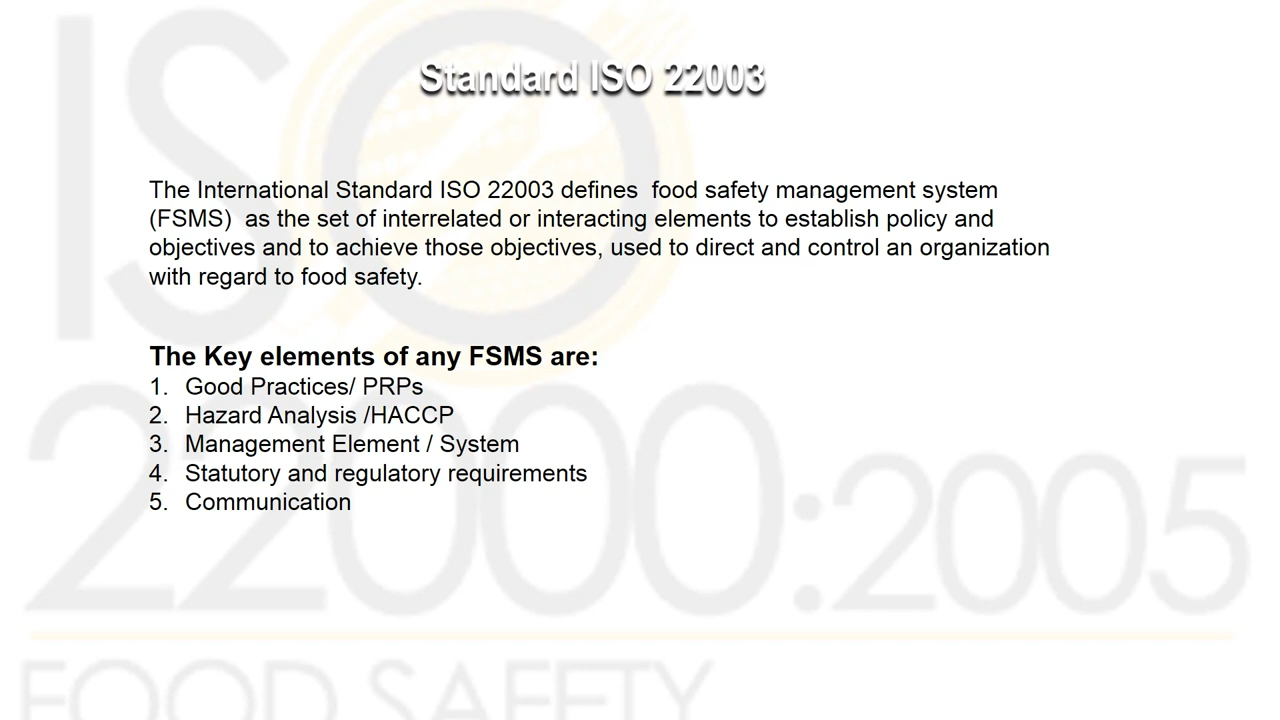 Standard ISO 22003
The International Standard ISO 22003 defines  food safety management system
(FSMS)  as the set of interrelated or interacting elements to establish policy and
objectives and to achieve those objectives, used to direct and control an organization
with regard to food safety.
The Key elements of any FSMS are:
1. Good Practices/ PRPs
2. Hazard Analysis /HACCP
3. Management Element / System
4. Statutory and regulatory requirements
5. Communication
ISO
22000:2005
FOOD SAFETY